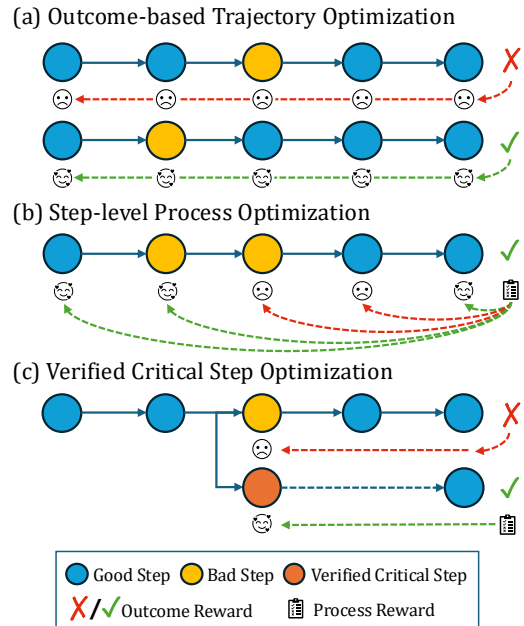 (a) Outcome-based Trajectory Optimization
(b) Step-level Process Optimization
(c) Verified Critical Step Optimization
Good Step Bad Step Verified Critical Step
✗/✓ Outcome Reward Process Reward